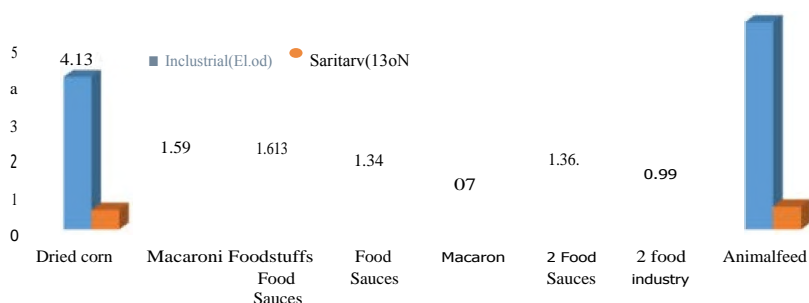 5
a
3
2
1
0
4.13
Inclustrial(El.od)
Saritarv(13oN
1.59
1.613
1.34
07
1.36.
0.99
Dried corn
Macaroni Foodstuffs
Food
Sauces
Food
Sauces
Macaron
2 Food
Sauces
2 food
industry
Animalfeed